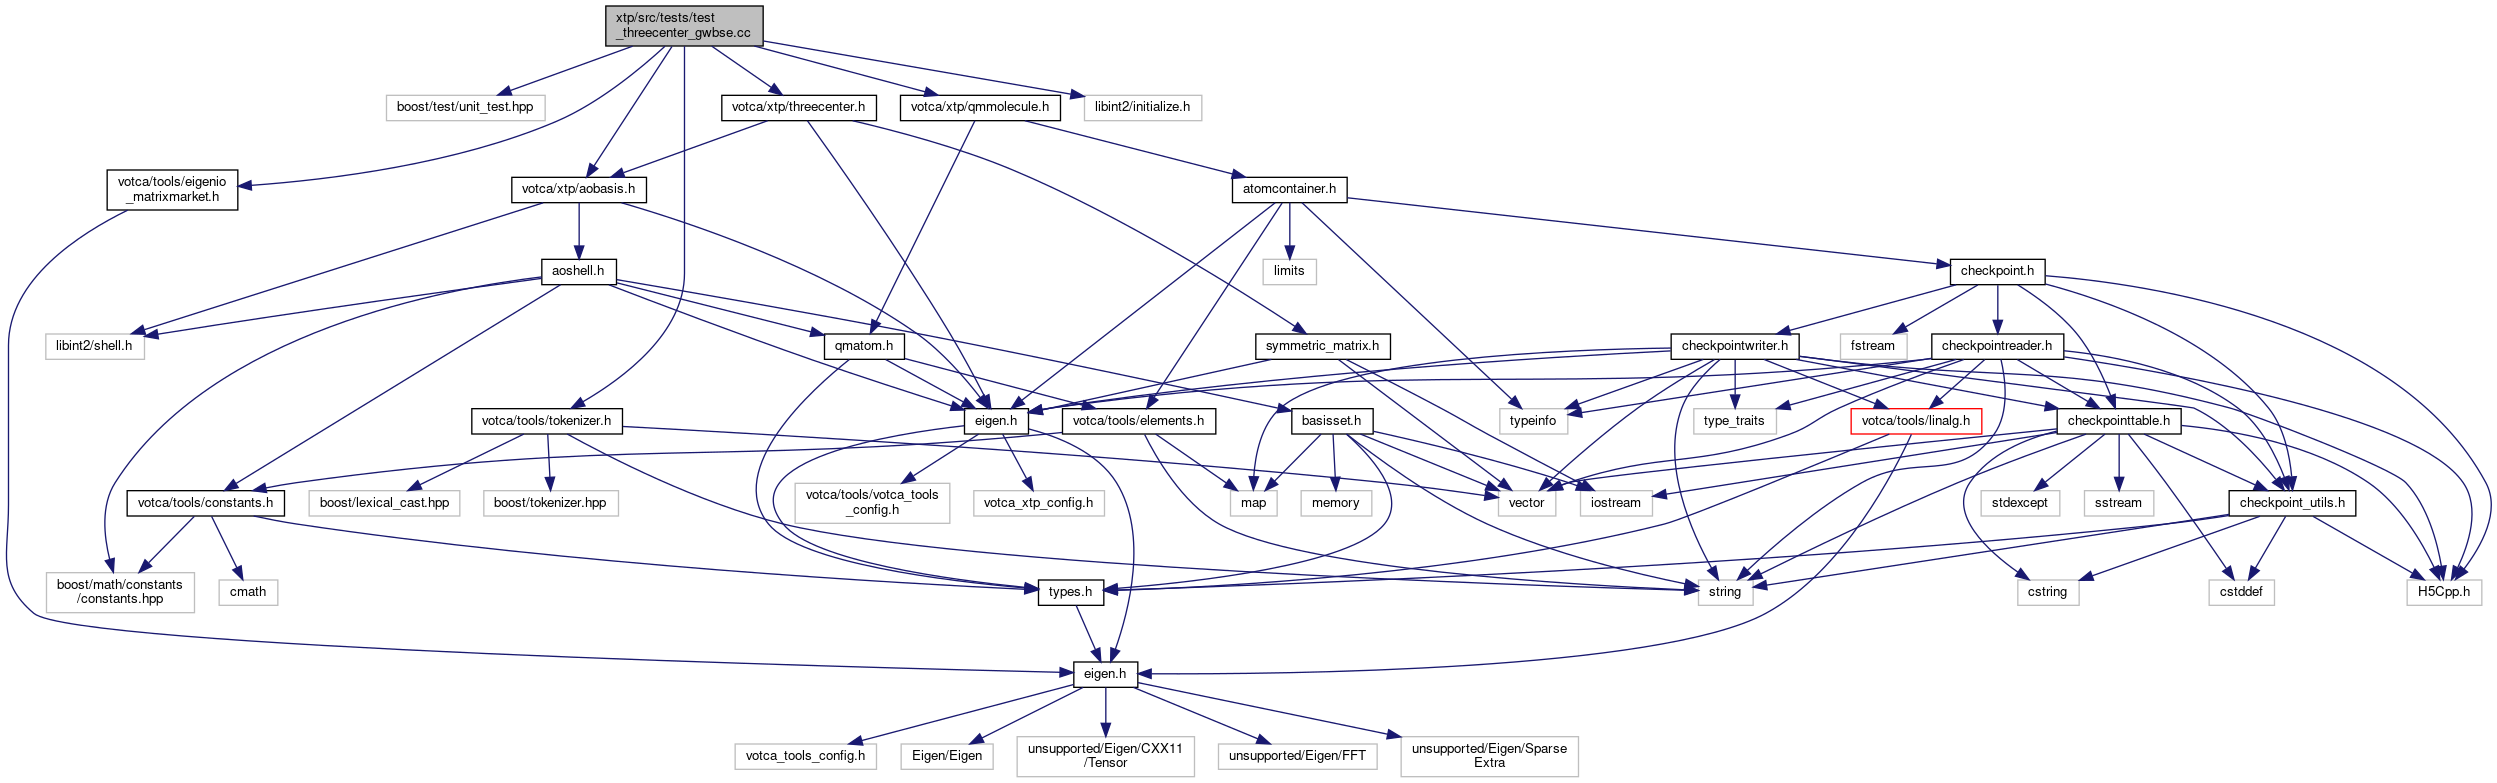 xtp/src/tests/test
_threecenter_gwbse.cc
boost/test/unit_test.hpp
votca/xtp/threecenter.h
votca/xtp/qmmolecule.h
libint2/initialize.h
votca/tools/eigenio
_matrixmarket.h
votca/xtp/aobasis.h
atomcontainer.h
aoshell.h
limits
checkpoint.h
libint2/shell.h
qmatom.h
symmetric_matrix.h
checkpointwriter.h
fstream
checkpointreader.h
votca/tools/tokenizer.h
eigen.h
votca/tools/elements.h
basisset.h
typeinfo
type_traits
votca/tools/linalg.h
checkpointtable.h
votca/tools/constants.h
boost/lexical_cast.hpp
boost/tokenizer.hpp
votca/tools/votca_tools
_config.h
votca_xtp_config.h
map
memory
vector
iostream
stdexcept
sstream
checkpoint_utils.h
boost/math/constants
/constants.hpp
cmath
types.h
string
cstring
cstddef
H5Cpp.h
eigen.h
votca_tools_config.h
Eigen/Eigen
unsupported/Eigen/CXX11
/Tensor
unsupported/Eigen/FFT
unsupported/Eigen/Sparse
Extra